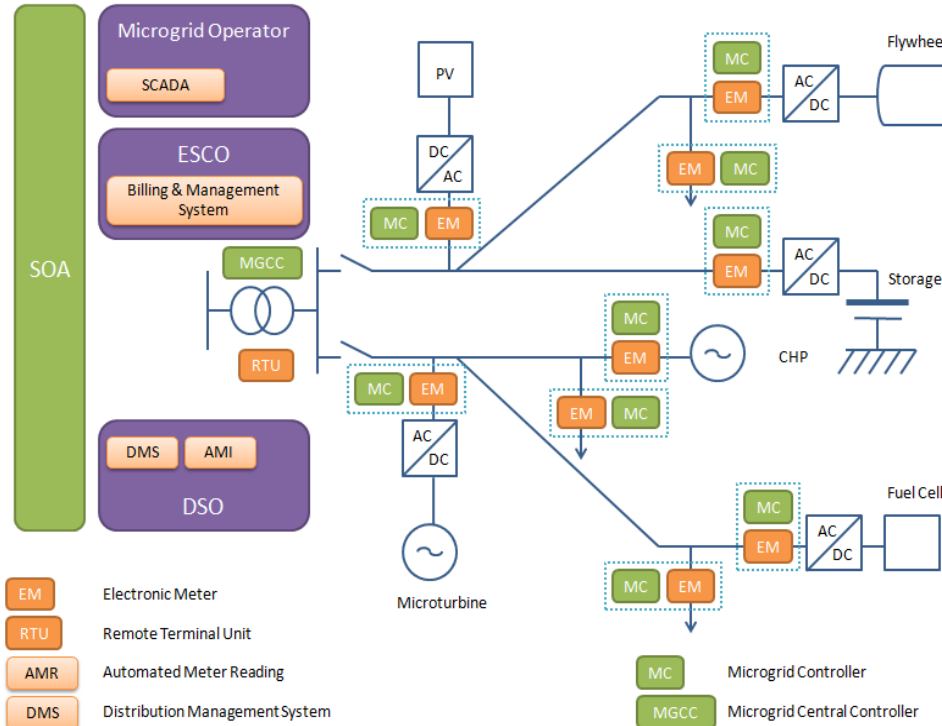 Microgrid Operator
SCADA
ESCO
Billing & Management
System
SOA
MGCC
RTU
DMS
AMI
DSO
PV
DC
AC
MC
EM
MC
EM
AC
DC
Flywheel
EM
MC
MC
EM
AC
DC
Storage
MC
EM
CHP
EM
MC
MC
EM
AC
DC
Microturbine
MC
EM
AC
DC
Fuel Cell
MC
EM
EM
Electronic Meter
RTU
Remote Terminal Unit
AMR
Automated Meter Reading
DMS
Distribution Management System
MC
Microgrid Controller
MGCC
Microgrid Central Controller